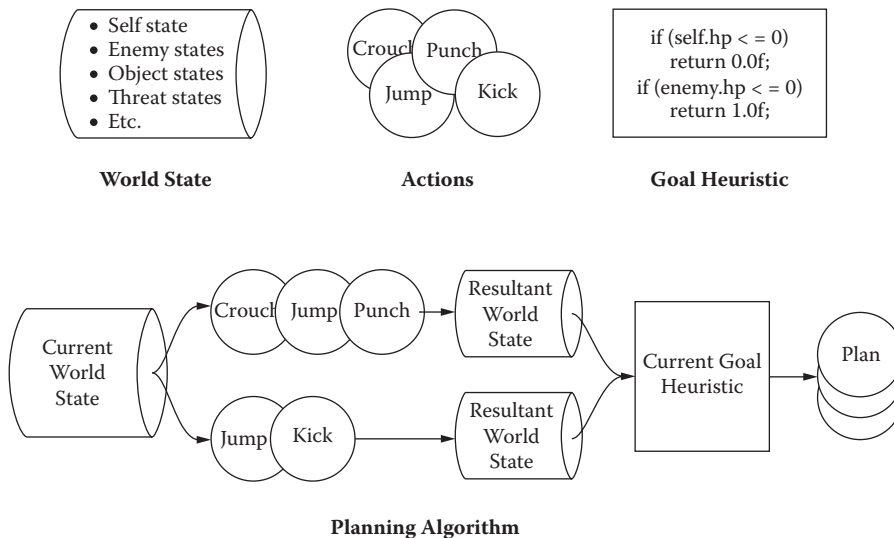 • Self state
• Enemy states
• Object states
• Threat states
• Etc.
World State
Crouch
Punch
Jump
Kick
Actions
if (self.hp < = 0)
return 0.0f;
if (enemy.hp < = 0)
return 1.0f;
Goal Heuristic
Current
World
State
Crouch
Jump
Punch
Resultant
World
State
Jump
Kick
Resultant
World
State
Current Goal
Heuristic
Plan
Planning Algorithm